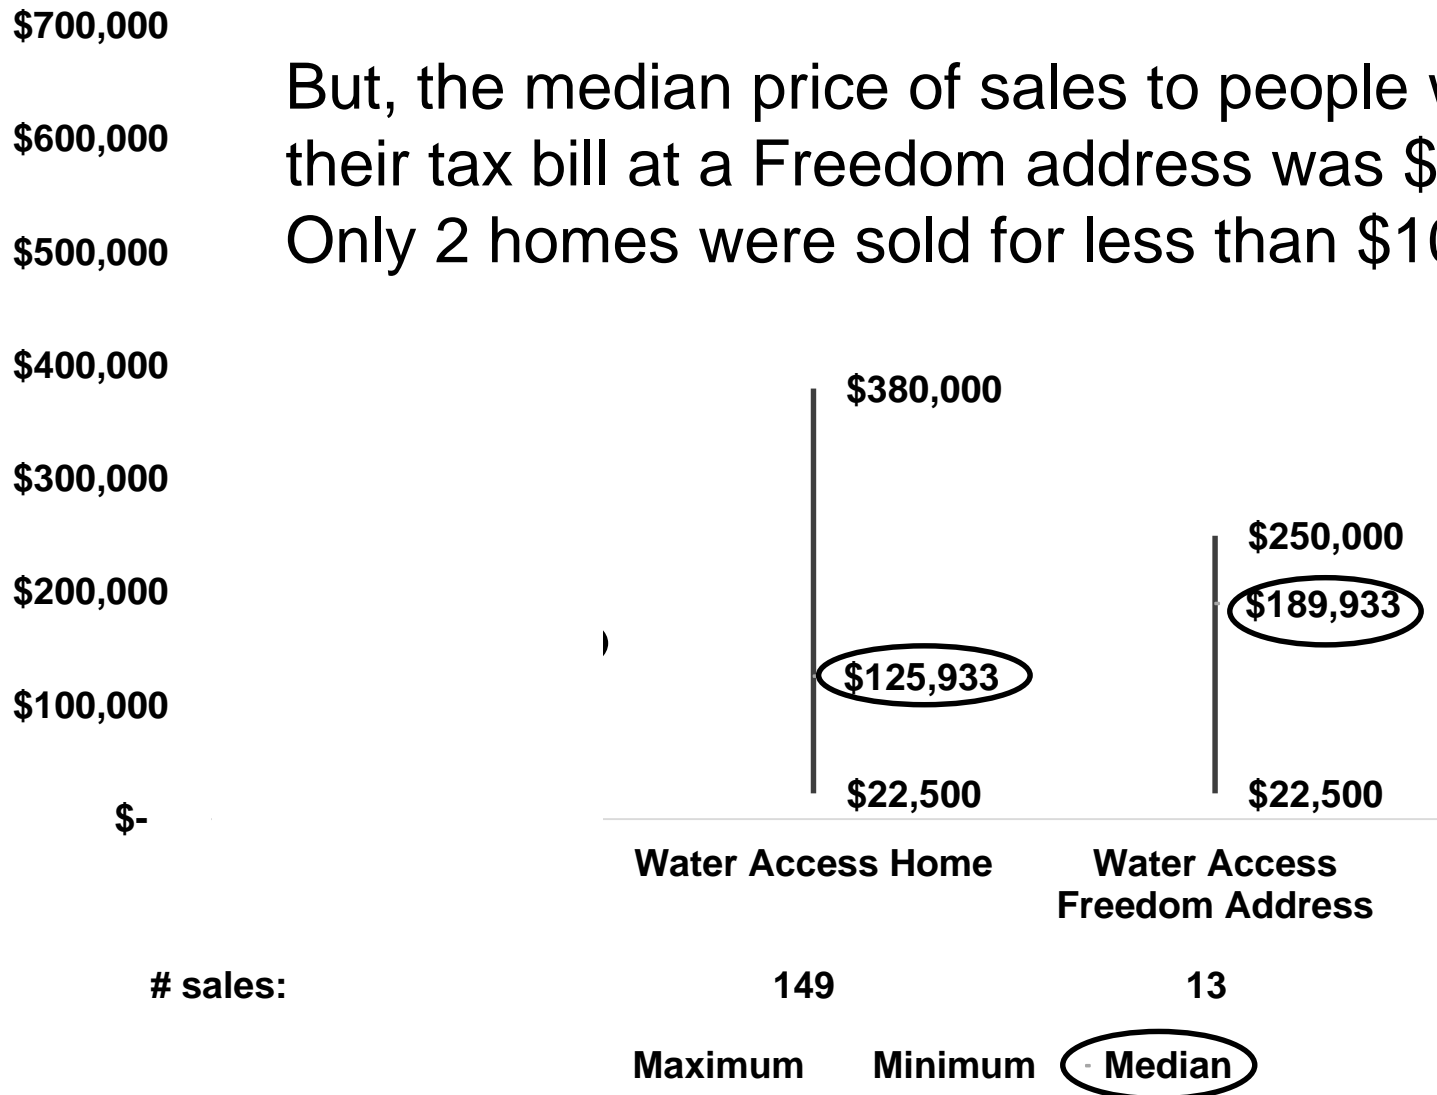 $700,000
But, the median price of sales to people
$600,000
their tax bill at a Freedom address was $
$500,000
Only 2 homes were sold for less than
$400,000
$380,000
$300,000
$250,000
$200,000
$189,933
$125,933
$100,000
$22,500 $22,500
$-
Water Access Home
Water Access
Freedom Address
# sales: 149 13
Maximum Minimum Median